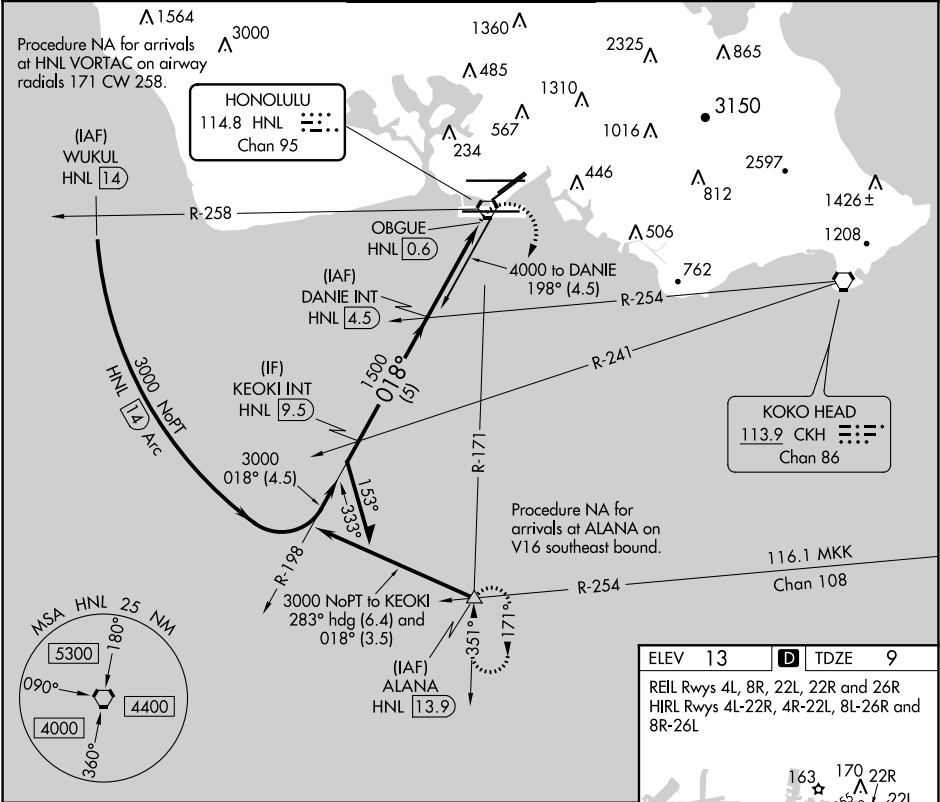 1564
3000
1360
2325
865
Procedure NA for arrivals
at HNL VORTAC on airway
radials 171 CW 258.
485
1310
3150
HONOLULU
114.8 HNL
Chan 95
567
1016
234
2597
(IAF)
WUKUL
HNL 14
446
812
1426 ±
R-258
OBGUE
HNL 0.6
506
1208
4000 to DANIE
198° (4.5)
762
(IAF)
DANIE INT
HNL 4.5
R-254
R-241
1500
018°
(5)
3000 NoPT
HNL 14 Arc
(IF)
KEOKI INT
HNL 9.5
KOKO HEAD
113.9 CKH
Chan 86
R-171
3000
018° (4.5)
153°
333°
Procedure NA for
arrivals at ALANA on
V16 southeast bound.
R-198
116.1 MKK
Chan 108
R-254
3000 NoPT to KEOKI
283° hdg (6.4) and
018° (3.5)
351°
171°
(IAF)
ALANA
HNL 13.9
MSA HNL 25 NM
5300
180°
090°
4400
4000
360°
ELEV 13 D TDZE 9
REIL Rwys 4L, 8R, 22L, 22R and 26R
HIRL Rwys 4L-22R, 4R-22L, 8L-26R and
8R-26L
163
170
22R
22L